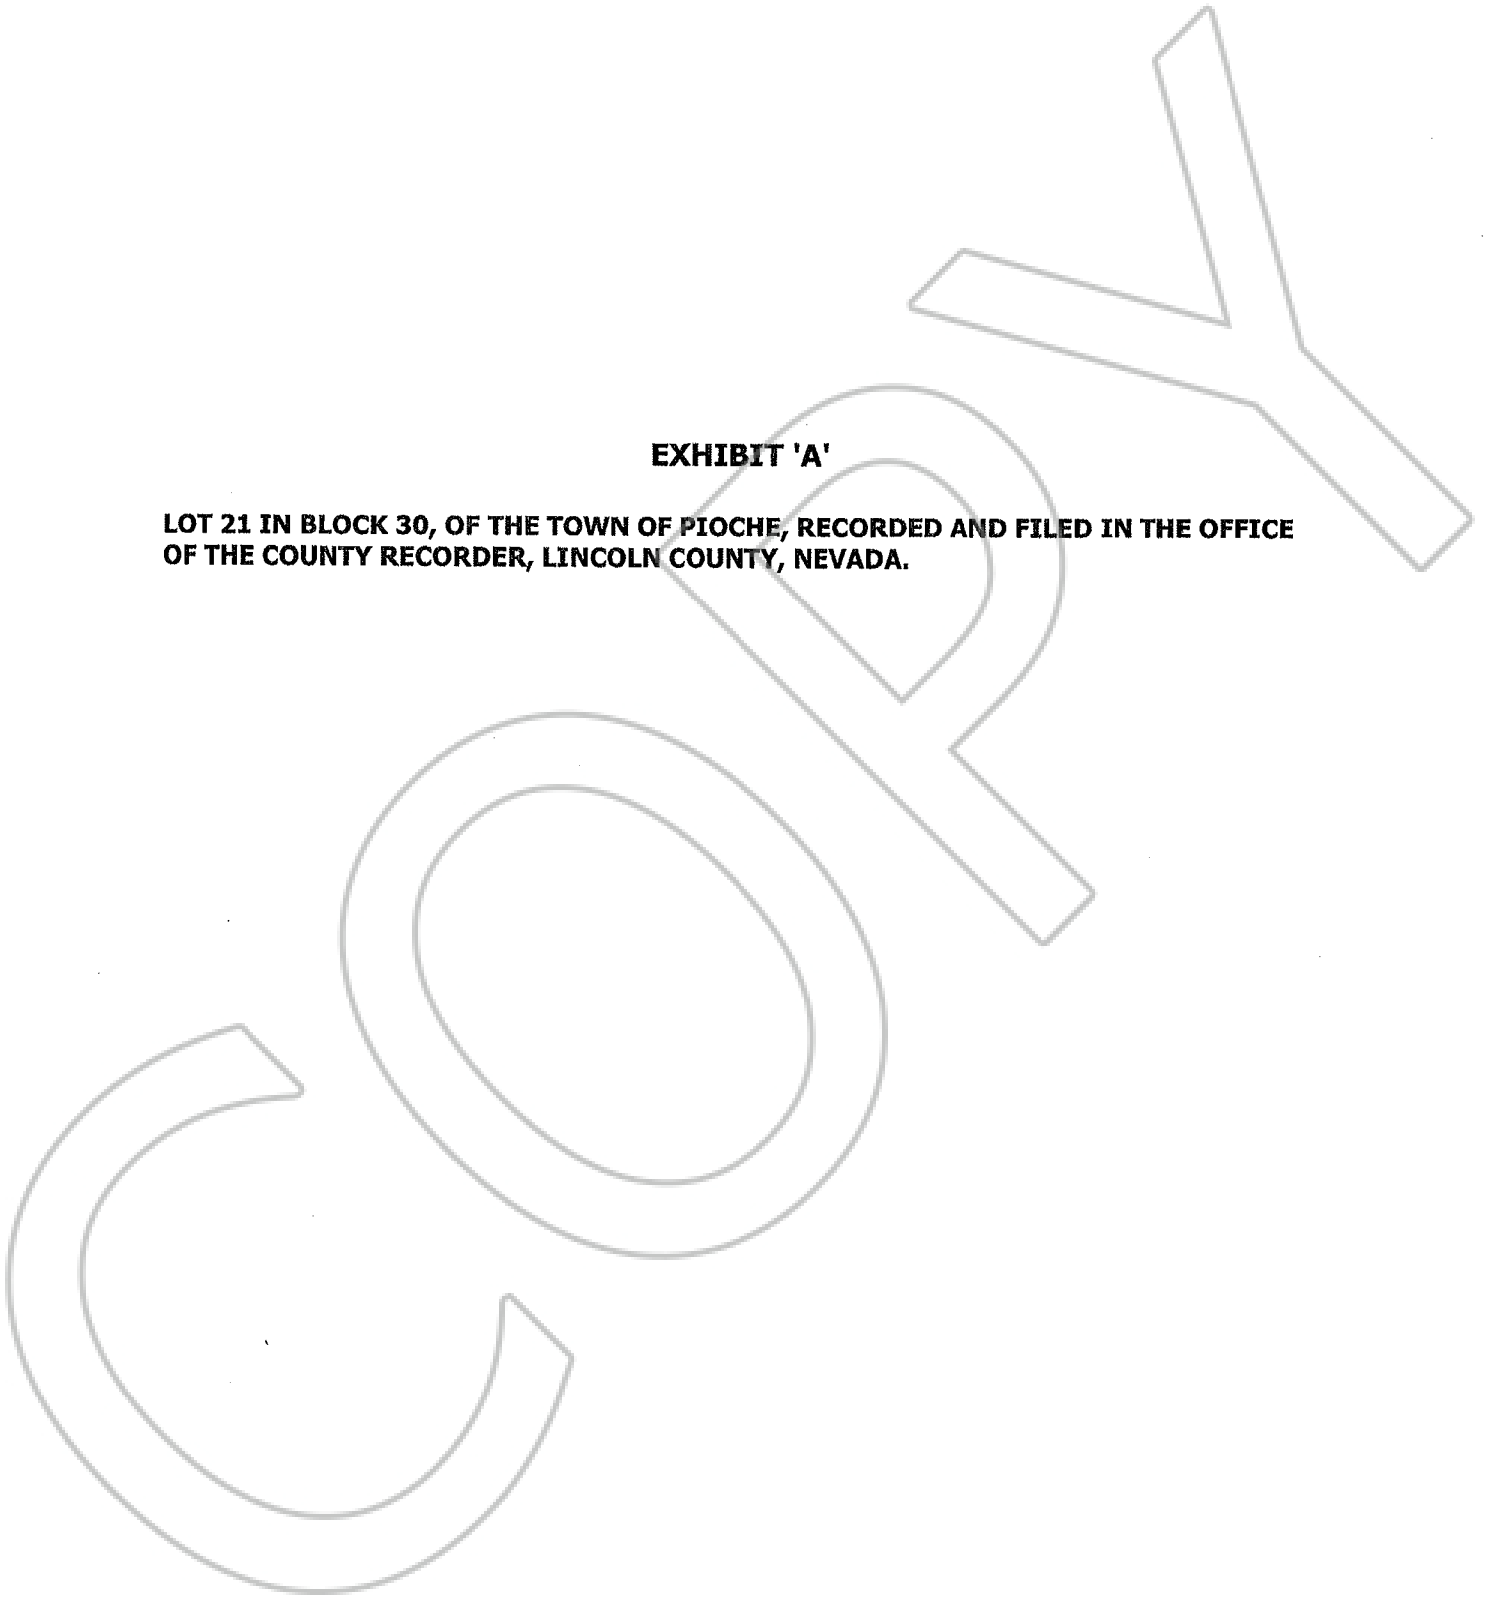 EXHIBIT 'A'
LOT 21 IN BLOCK 30, OF THE TOWN OF PIOCHE, RECORDED AND FILED IN THE OFFICE
OF THE COUNTY RECORDER, LINCOLN COUNTY, NEVADA.
COPY